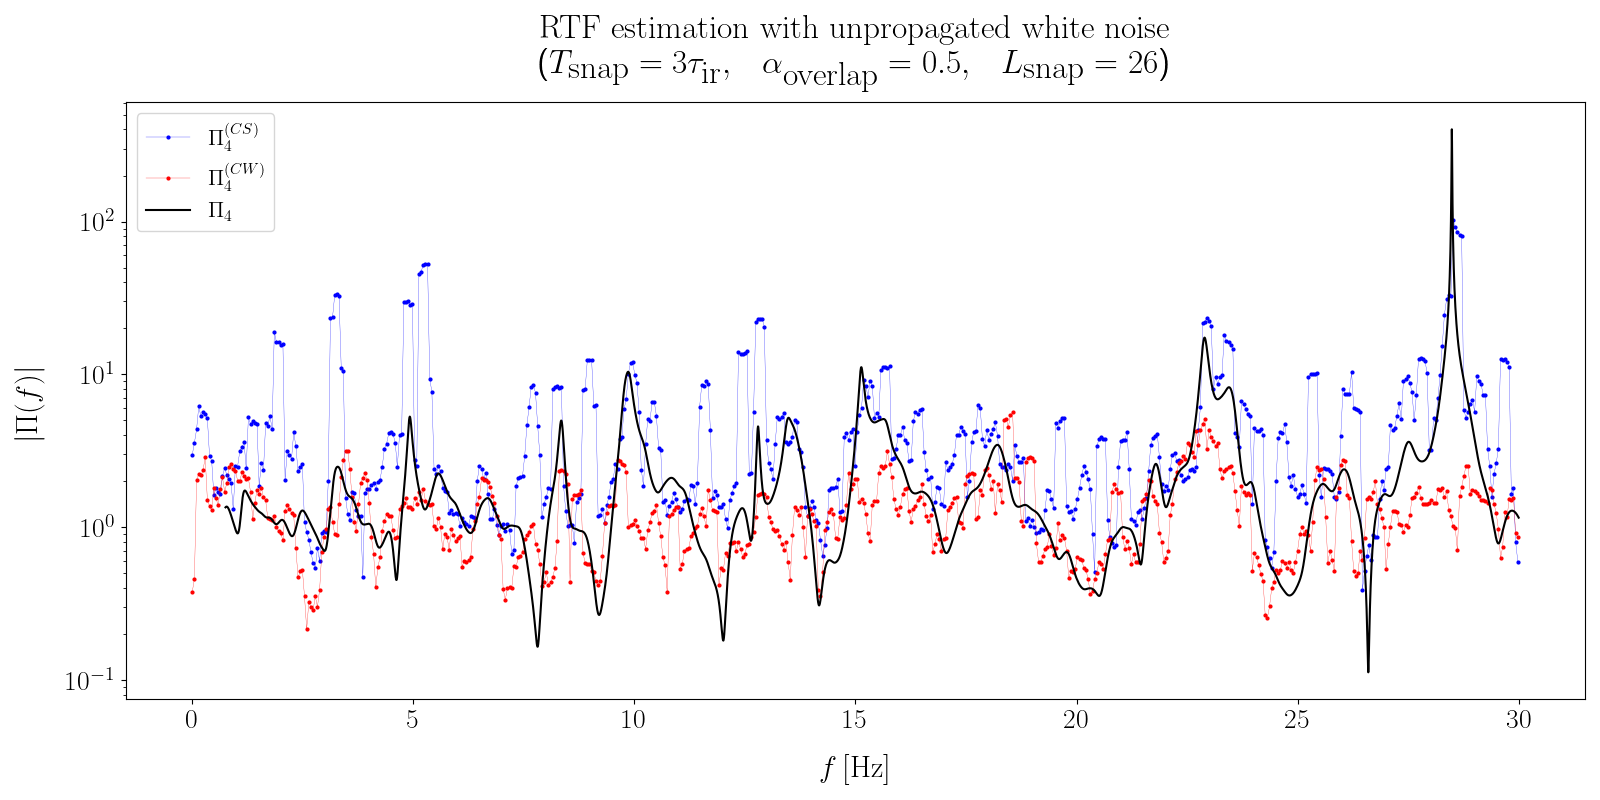 RTF estimation with unpropagated white noise
(T_snap = 3τ_ir, α_overlap = 0.5, L_snap = 26)
Π_4^(CS)
Π_4^(CW)
Π_4
|Π(f)|
10^2
10^1
10^0
10^−1
0 5 10 15 20 25 30
f [Hz]